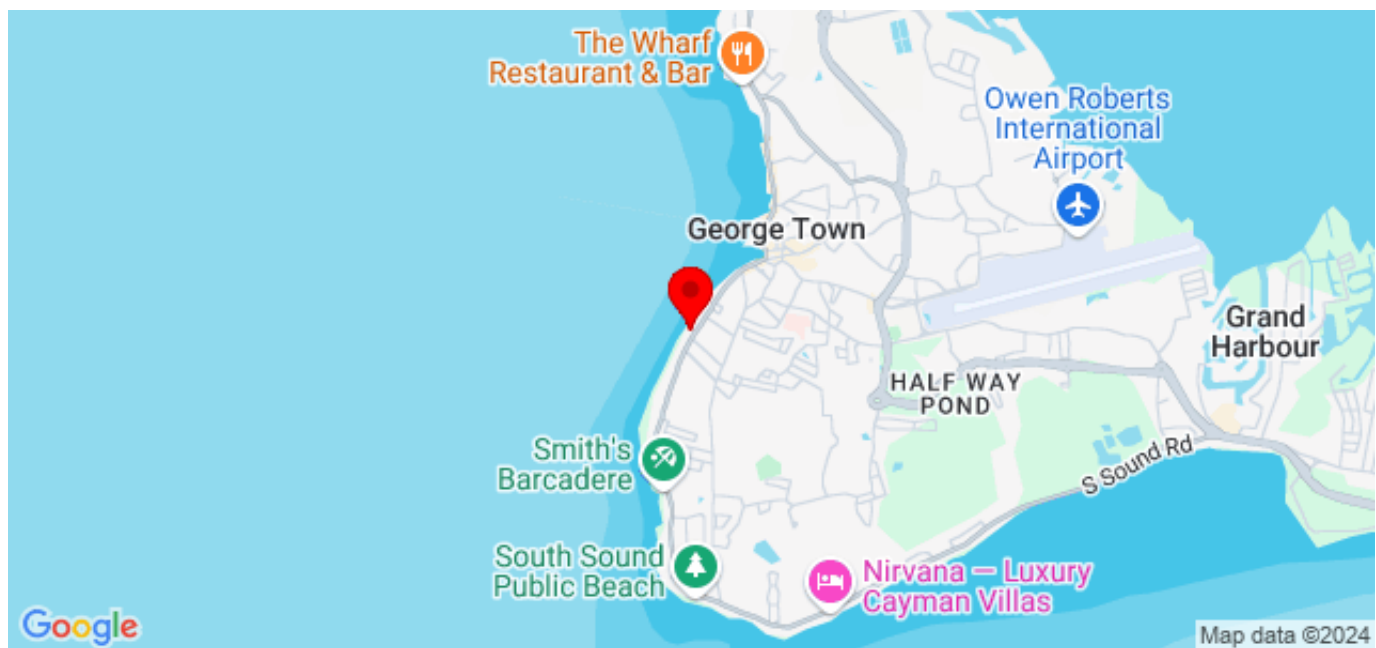 The Wharf
Restaurant & Bar
Owen Roberts
International
Airport
George Town
Grand
Harbour
HALF WAY
POND
Smith's
Barcadere
S Sound Rd
South Sound
Public Beach
Nirvana — Luxury
Cayman Villas
Google
Map data ©2024